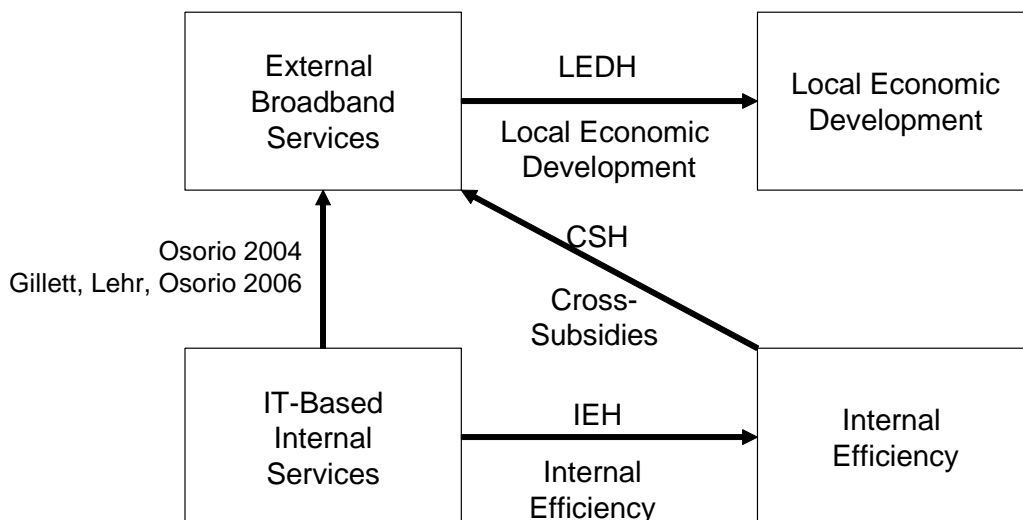 External
Broadband
Services
LEDH
Local Economic
Development
Local Economic
Development
Osorio 2004
Gillett, Lehr, Osorio 2006
CSH
Cross-
Subsidies
IT-Based
Internal
Services
IEH
Internal
Efficiency
Internal
Efficiency